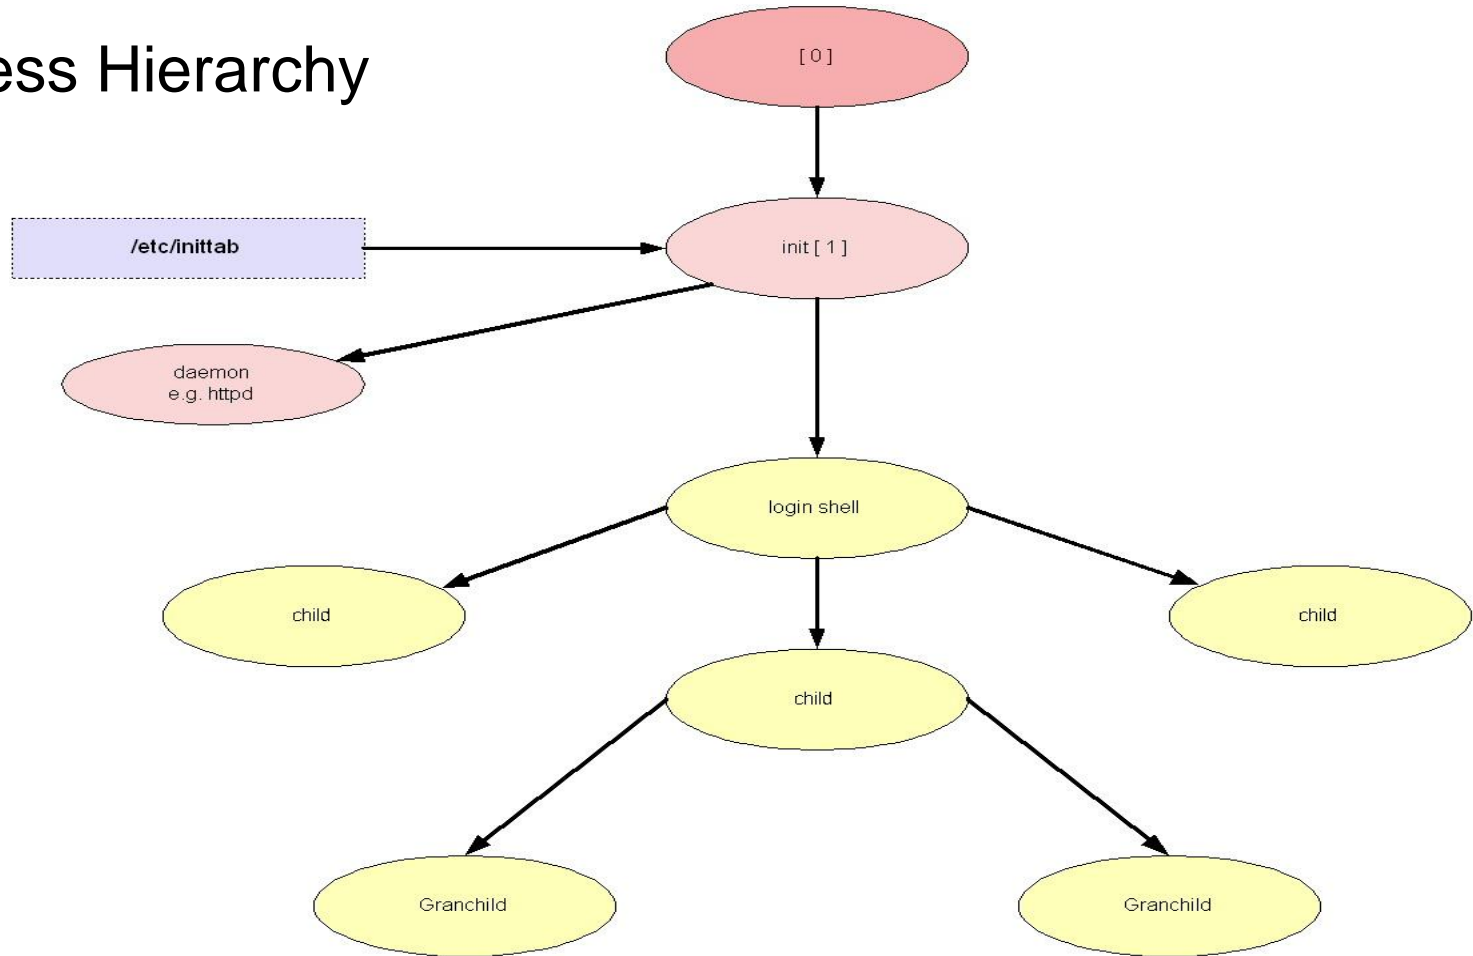 ess Hierarchy
[ 0 ]
/etc/inittab
init [ 1 ]
daemon
e.g. httpd
login shell
child
child
child
Granchild
Granchild